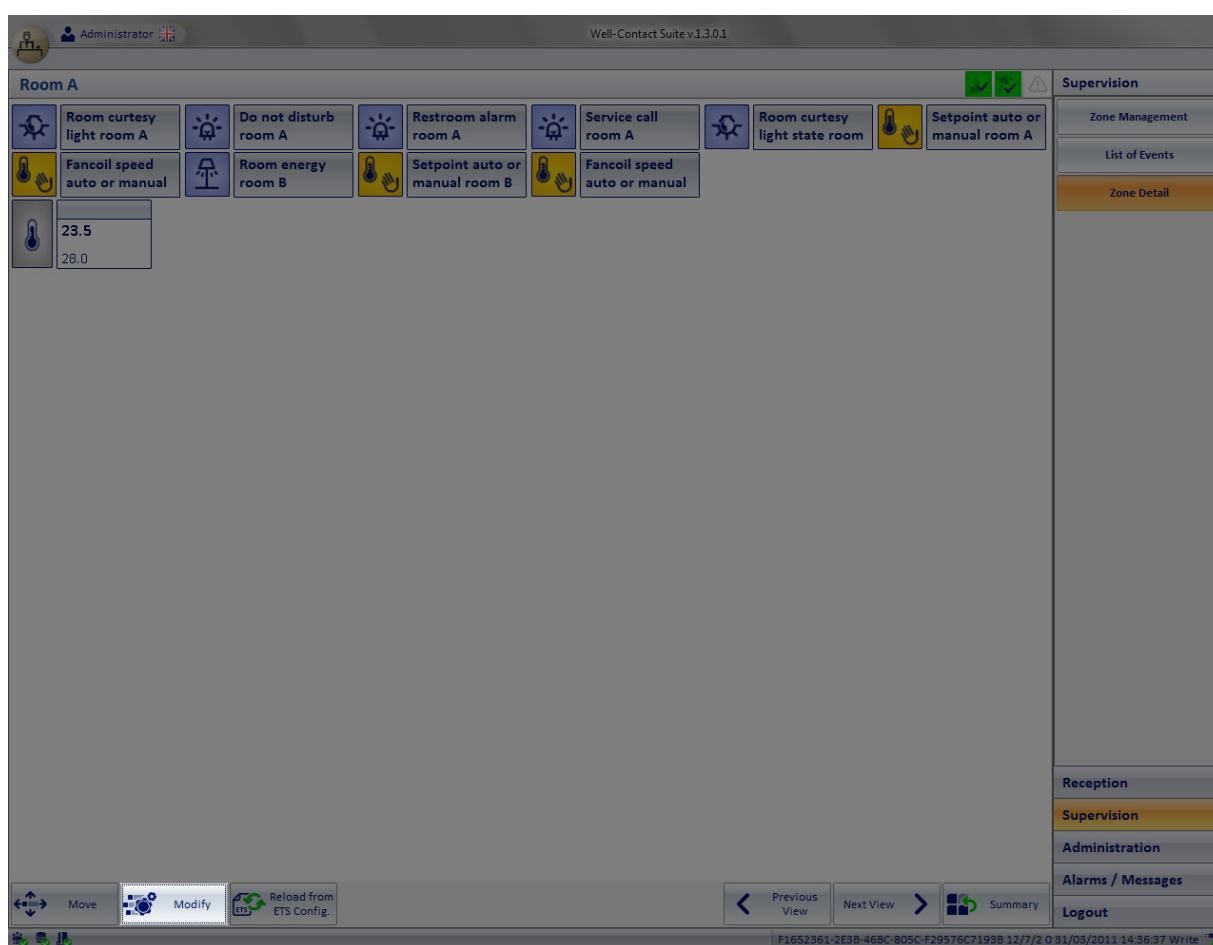 Administrator
Well-Contact Suite v.1.3.0.1
Room A
Supervision
Room curtesy
light room A
Do not disturb
room A
Restroom alarm
room A
Service call
room A
Room curtesy
light state room
Setpoint auto or
manual room A
Zone Management
Fancoil speed
auto or manual
Room energy
room B
Setpoint auto or
manual room B
Fancoil speed
auto or manual
List of Events
Zone Detail
23.5
28.0
Reception
Supervision
Administration
Alarms / Messages
Logout
Move
Modify
ETS
Reload from
ETS Config.
Previous
View
Next View
Summary
F1652361-2E3B-46BC-805C-F29576C7193B 12/7/2 0 31/03/2011 14:36:37 Write